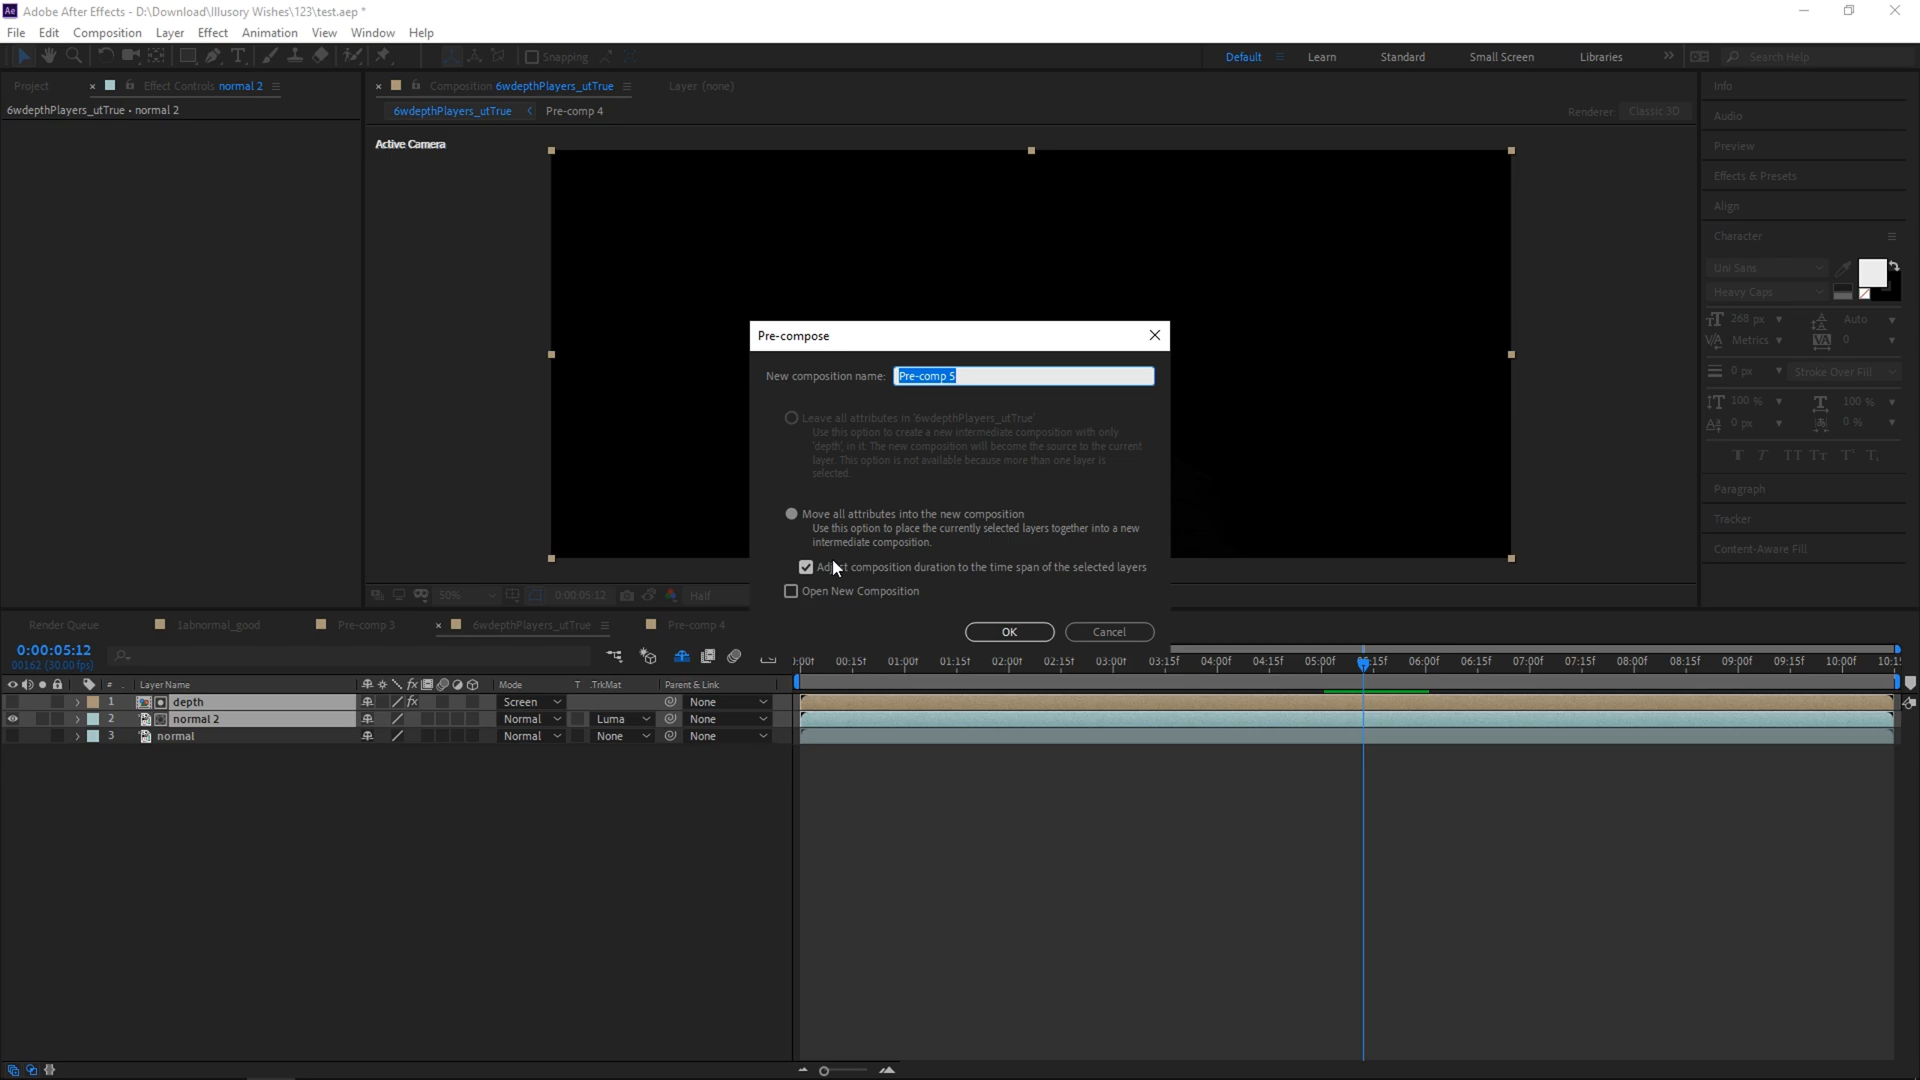 Ae Adobe After Effects - D:\Download\Illusory Wishes\123\test.aep *
File Edit Composition Layer Effect Animation View Window Help
Snapping
Default Learn Standard Small Screen Libraries » Search Help
Project × Effect Controls normal 2
× Composition 6wdepthPlayers_utTrue Layer (none)
6wdepthPlayers_utTrue • normal 2
6wdepthPlayers_utTrue < Pre-comp 4
Renderer: Classic 3D
Active Camera
Info
Audio
Preview
Effects & Presets
Align
Character
Uni Sans
Heavy Caps
268 px Auto
Metrics 0
0 px Stroke Over Fill
100 % 100 %
0 px 0 %
T T TT Tt T' T,
Paragraph
Tracker
Content-Aware Fill
Pre-compose
New composition name: Pre-comp 5
Leave all attributes in '6wdepthPlayers_utTrue'
Use this option to create a new intermediate composition with only
'depth', in it. The new composition will become the source to the current
layer. This option is not available because more than one layer is
selected.
Move all attributes into the new composition
Use this option to place the currently selected layers together into a new
intermediate composition.
composition duration to the time span of the selected layers
Open New Composition
OK Cancel
50% 0:00:05:12 Half
Render Queue 1abnormal_good Pre-comp 3 × 6wdepthPlayers_utTrue Pre-comp 4
0:00:05:12
00162 (30.00 fps)
):00f 00:15f 01:00f 01:15f 02:00f 02:15f 03:00f 03:15f 04:00f 04:15f 05:00f 15f 06:00f 06:15f 07:00f 07:15f 08:00f 08:15f 09:00f 09:15f 10:00f 10:1
# Layer Name fx Mode T .TrkMat Parent & Link
1 depth fx Screen None
2 normal 2 Normal Luma None
3 normal Normal None None